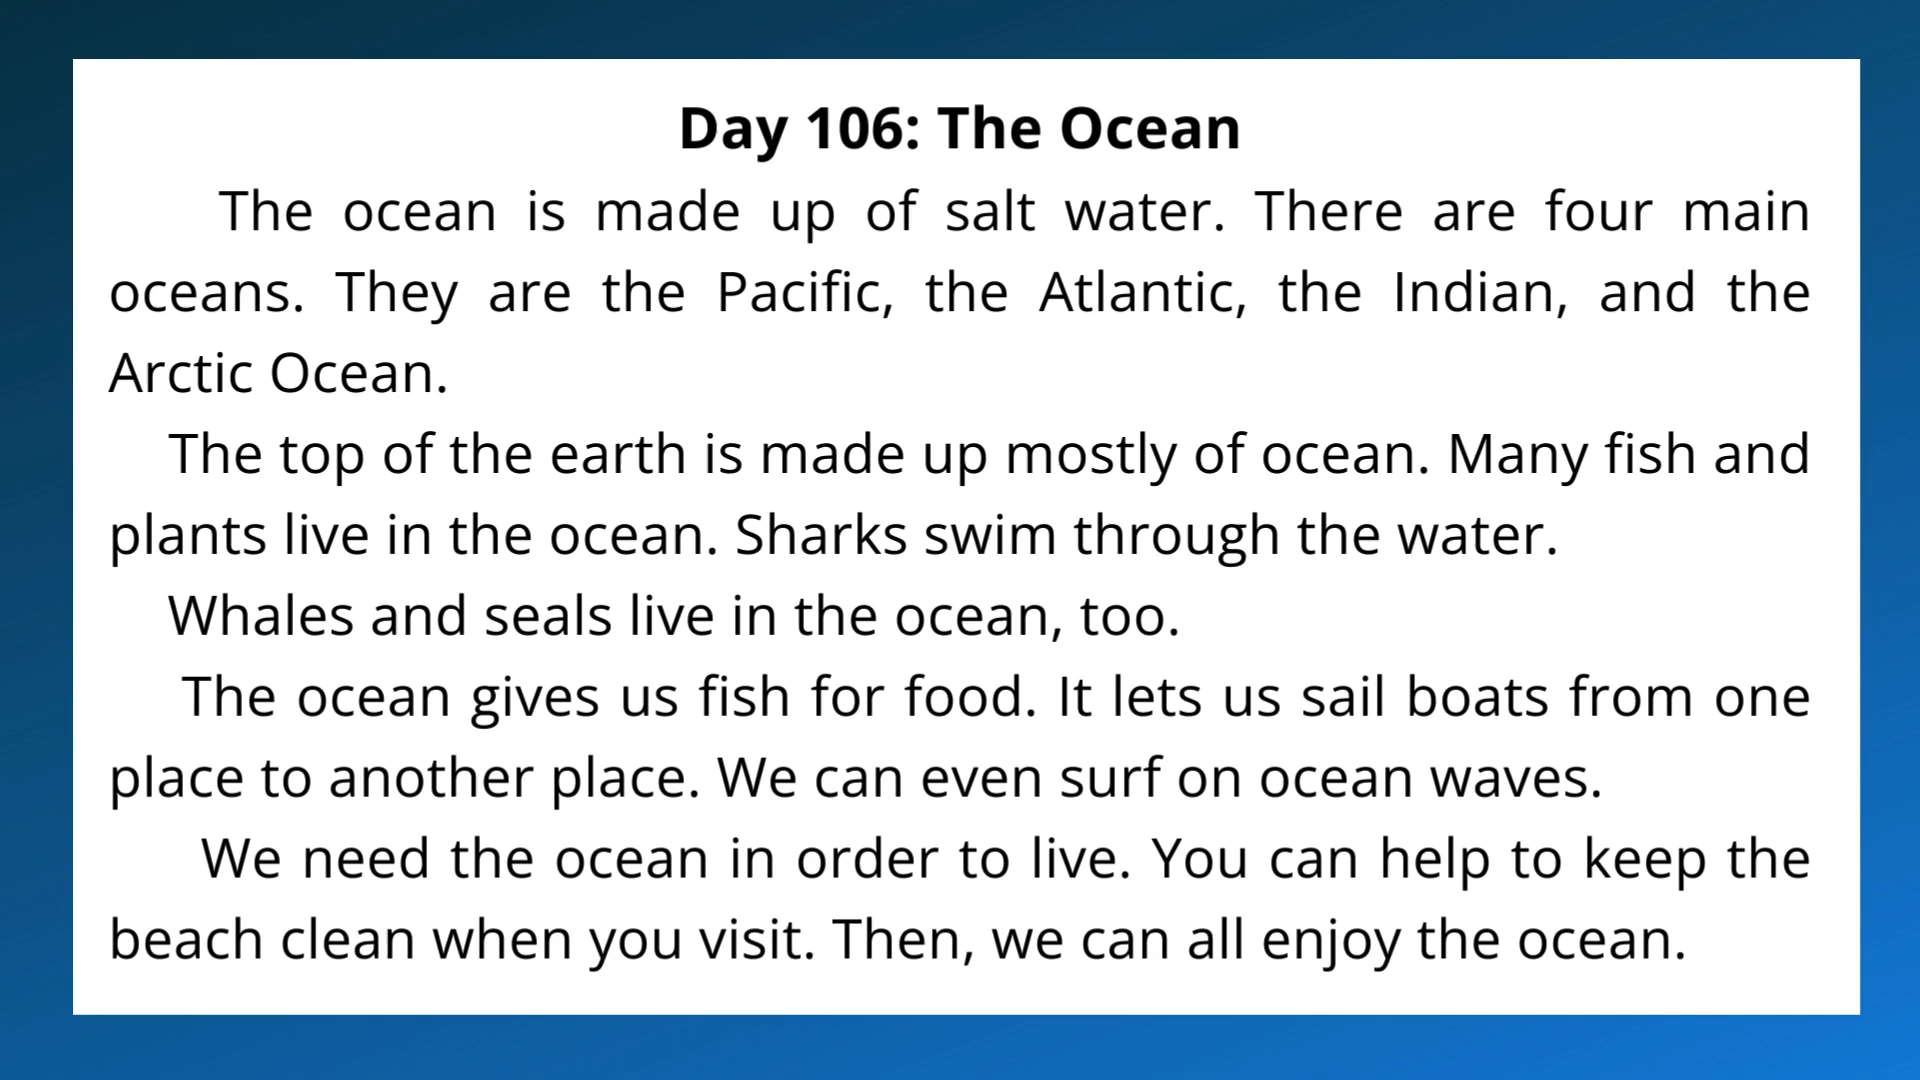 Day 106: The Ocean
The ocean is made up of salt water. There are four main
oceans. They are the Pacific, the Atlantic, the Indian, and the
Arctic Ocean.
The top of the earth is made up mostly of ocean. Many fish and
plants live in the ocean. Sharks swim through the water.
Whales and seals live in the ocean, too.
The ocean gives us fish for food. It lets us sail boats from one
place to another place. We can even surf on ocean waves.
We need the ocean in order to live. You can help to keep the
beach clean when you visit. Then, we can all enjoy the ocean.